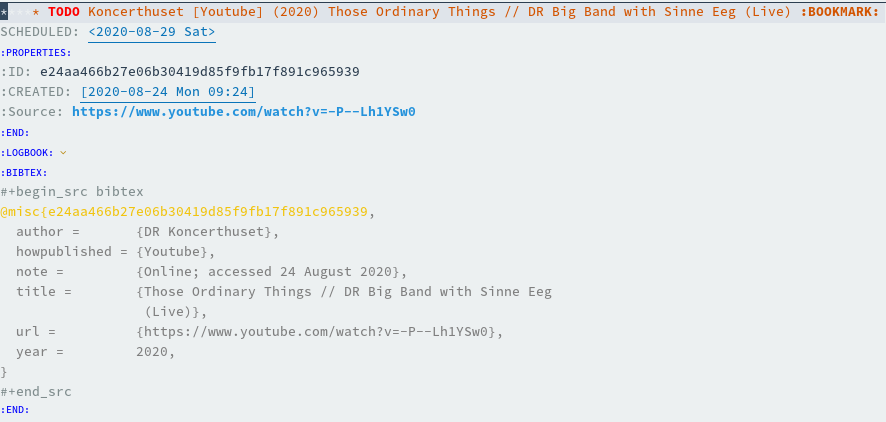 * * TODO Koncerthuset [Youtube] (2020) Those Ordinary Things // DR Big Band with Sinne Eeg (Live) :BOOKMARK:
SCHEDULED: <2020-08-29 Sat>
:PROPERTIES:
:ID: e24aa466b27e06b30419d85f9fb17f891c965939
:CREATED: [2020-08-24 Mon 09:24]
:Source: https://www.youtube.com/watch?v=-P--Lh1YSw0
:END:
:LOGBOOK:
:BIBTEX:
#+begin_src bibtex
@misc{e24aa466b27e06b30419d85f9fb17f891c965939,
  author =       {DR Koncerthuset},
  howpublished = {Youtube},
  note =         {Online; accessed 24 August 2020},
  title =        {Those Ordinary Things // DR Big Band with Sinne Eeg
                  (Live)},
  url =          {https://www.youtube.com/watch?v=-P--Lh1YSw0},
  year =         2020,
}
#+end_src
:END: